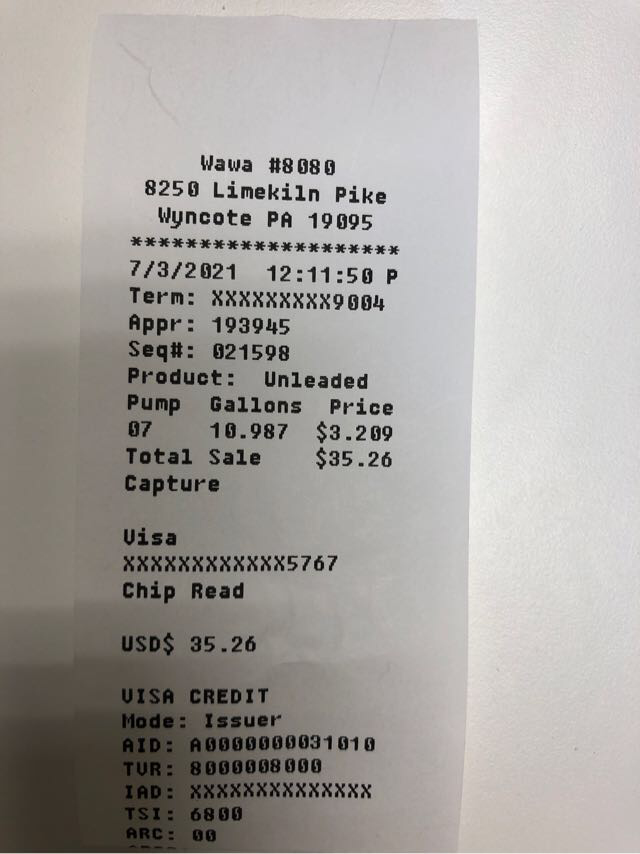 Wawa #8080
8250 Limekiln Pike
Wyncote PA 19095
********************
7/3/2021 12:11:50 P
Term: XXXXXXXXX9004
Appr: 193945
Seq#: 021598
Product: Unleaded
Pump Gallons Price
07 10.987 $3.209
Total Sale $35.26
Capture
Visa
XXXXXXXXXXXX5767
Chip Read
USD$ 35.26
VISA CREDIT
Mode: Issuer
AID: A0000000031010
TVR: 8000008000
IAD: XXXXXXXXXXXXXX
TSI: 6800
ARC: 00